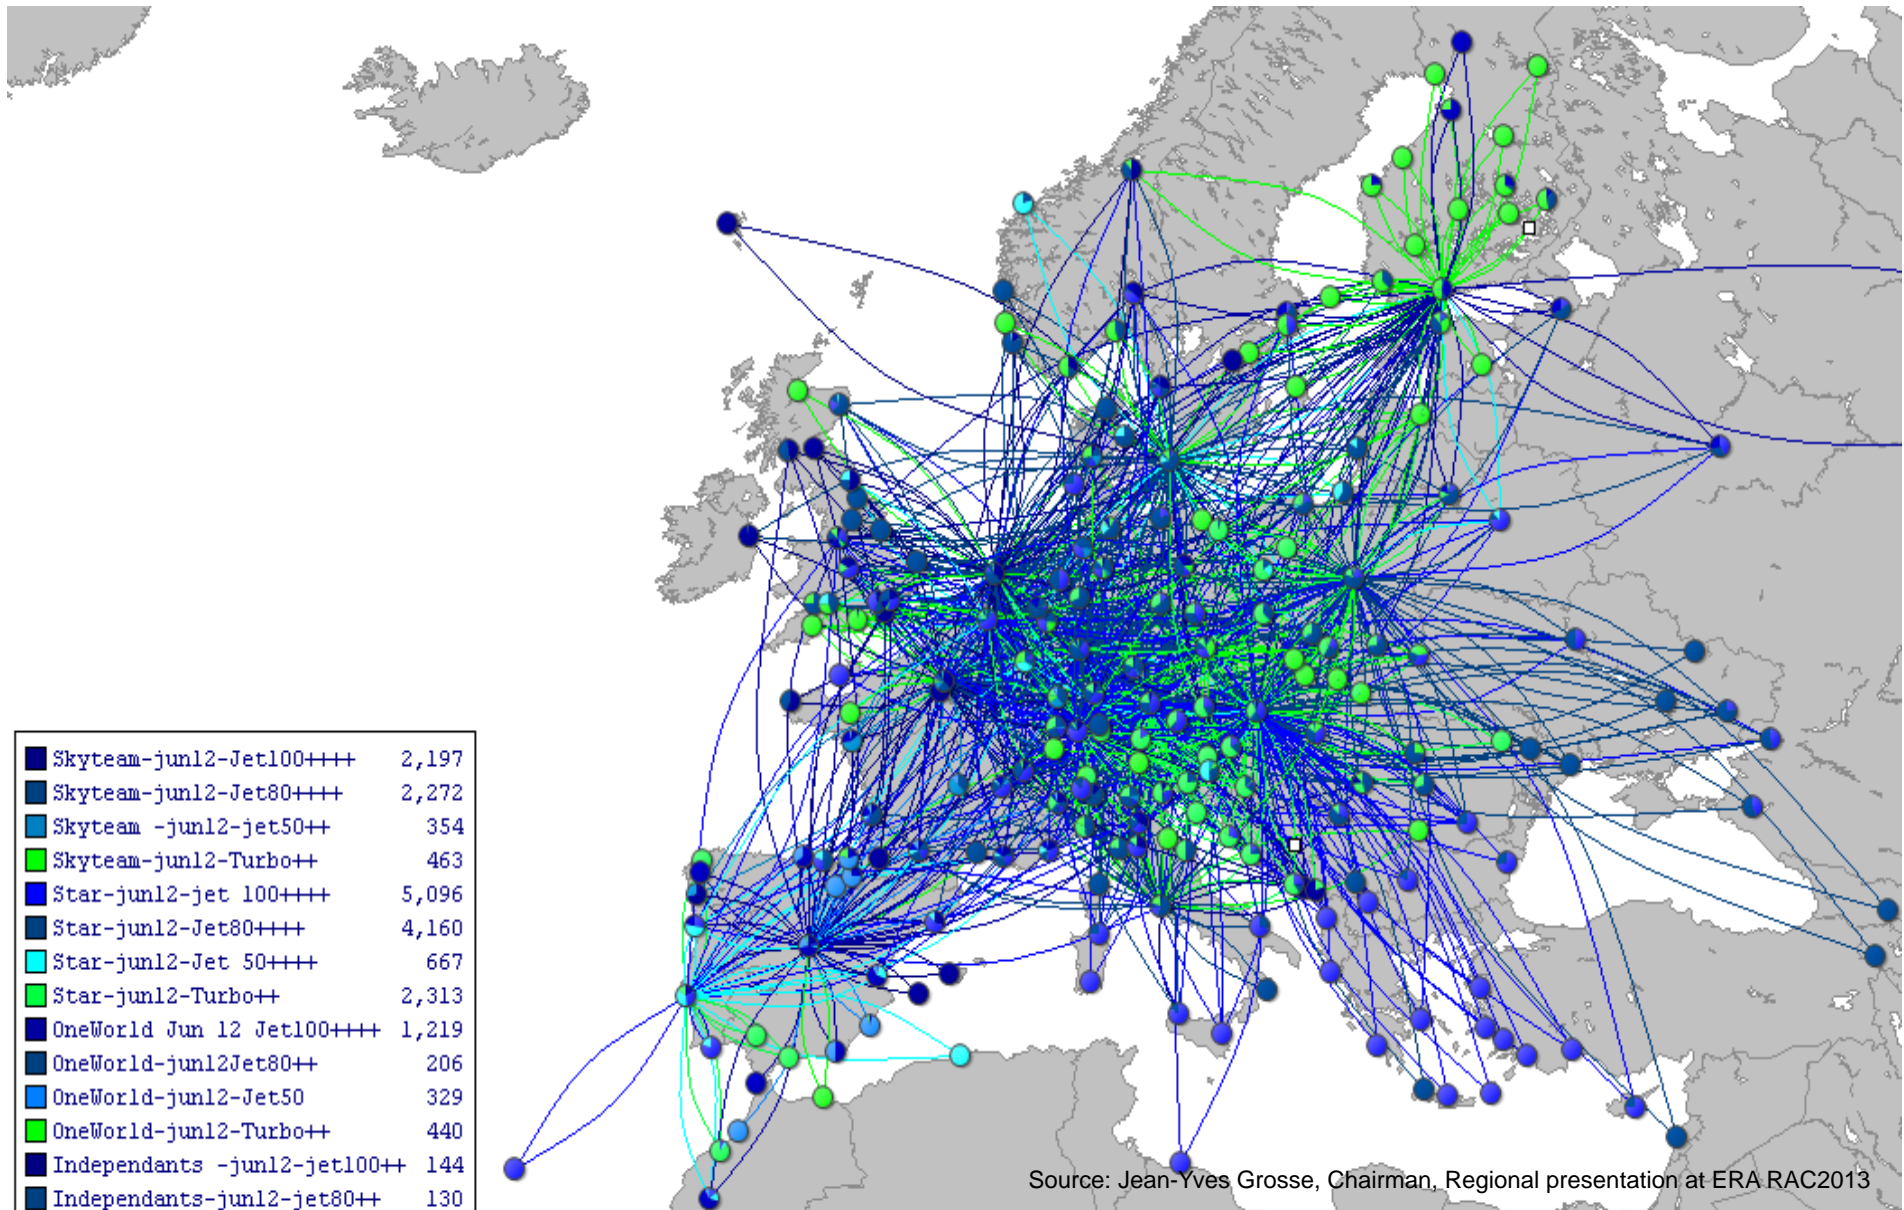 Skyteam-jun12-Jet100++++ 2,197
Skyteam-jun12-Jet80++++ 2,272
Skyteam -jun12-jet50++ 354
Skyteam-jun12-Turbo++ 463
Star-jun12-jet 100++++ 5,096
Star-jun12-Jet80++++ 4,160
Star-jun12-Jet 50++++ 667
Star-jun12-Turbo++ 2,313
OneWorld Jun 12 Jet100++++ 1,219
OneWorld-jun12Jet80++ 206
OneWorld-jun12-Jet50 329
OneWorld-jun12-Turbo++ 440
Independants -jun12-jet100++ 144
Independants-jun12-jet80++ 130
Source: Jean-Yves Grosse, Chairman, Regional presentation at ERA RAC2013